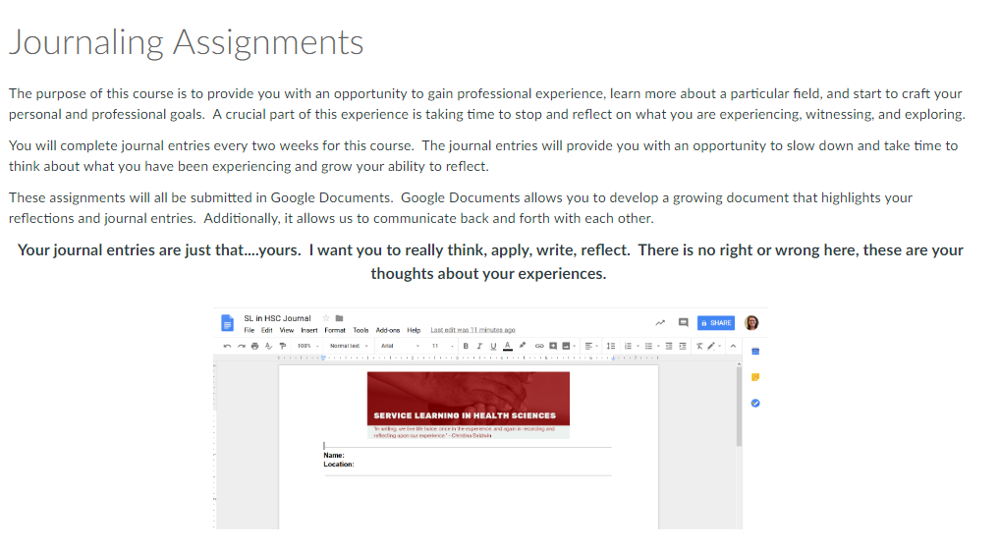 Journaling Assignments
The purpose of this course is to provide you with an opportunity to gain professional experience, learn more about a particular field, and start to craft your
personal and professional goals.  A crucial part of this experience is taking time to stop and reflect on what you are experiencing, witnessing, and exploring.
You will complete journal entries every two weeks for this course.  The journal entries will provide you with an opportunity to slow down and take time to
think about what you have been experiencing and grow your ability to reflect.
These assignments will all be submitted in Google Documents.  Google Documents allows you to develop a growing document that highlights your
reflections and journal entries.  Additionally, it allows us to communicate back and forth with each other.
Your journal entries are just that....yours.  I want you to really think, apply, write, reflect.  There is no right or wrong here, these are your
thoughts about your experiences.
SL in HSC Journal
File Edit View Insert Format Tools Add-ons Help Last edit was 11 minutes ago
SHARE
100% Normal text Arial 11 B I U A
SERVICE LEARNING IN HEALTH SCIENCES
"In writing, we live life twice: once in the experience, and again in recording and
reflecting upon our experience." - Christina Baldwin
Name:
Location: